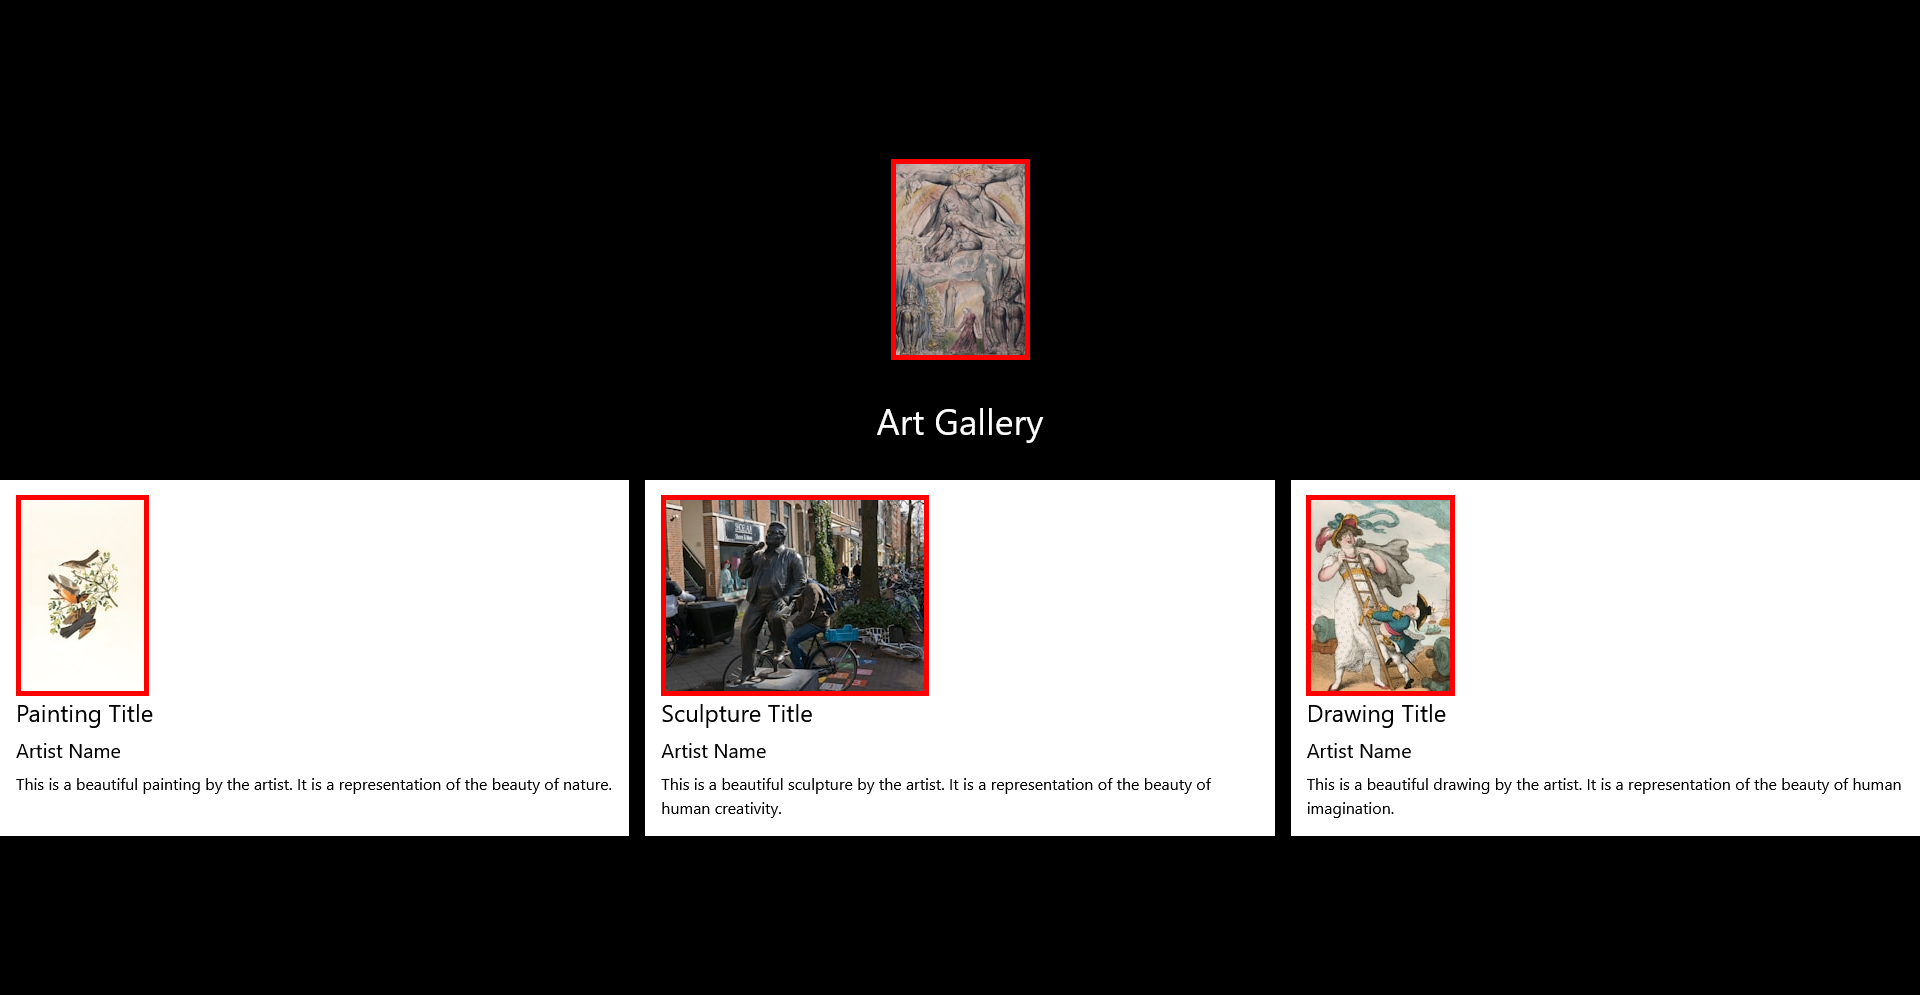 Art Gallery
Painting Title
Artist Name
This is a beautiful painting by the artist. It is a representation of the beauty of nature.
Sculpture Title
Artist Name
This is a beautiful sculpture by the artist. It is a representation of the beauty of
human creativity.
Drawing Title
Artist Name
This is a beautiful drawing by the artist. It is a representation of the beauty of human
imagination.